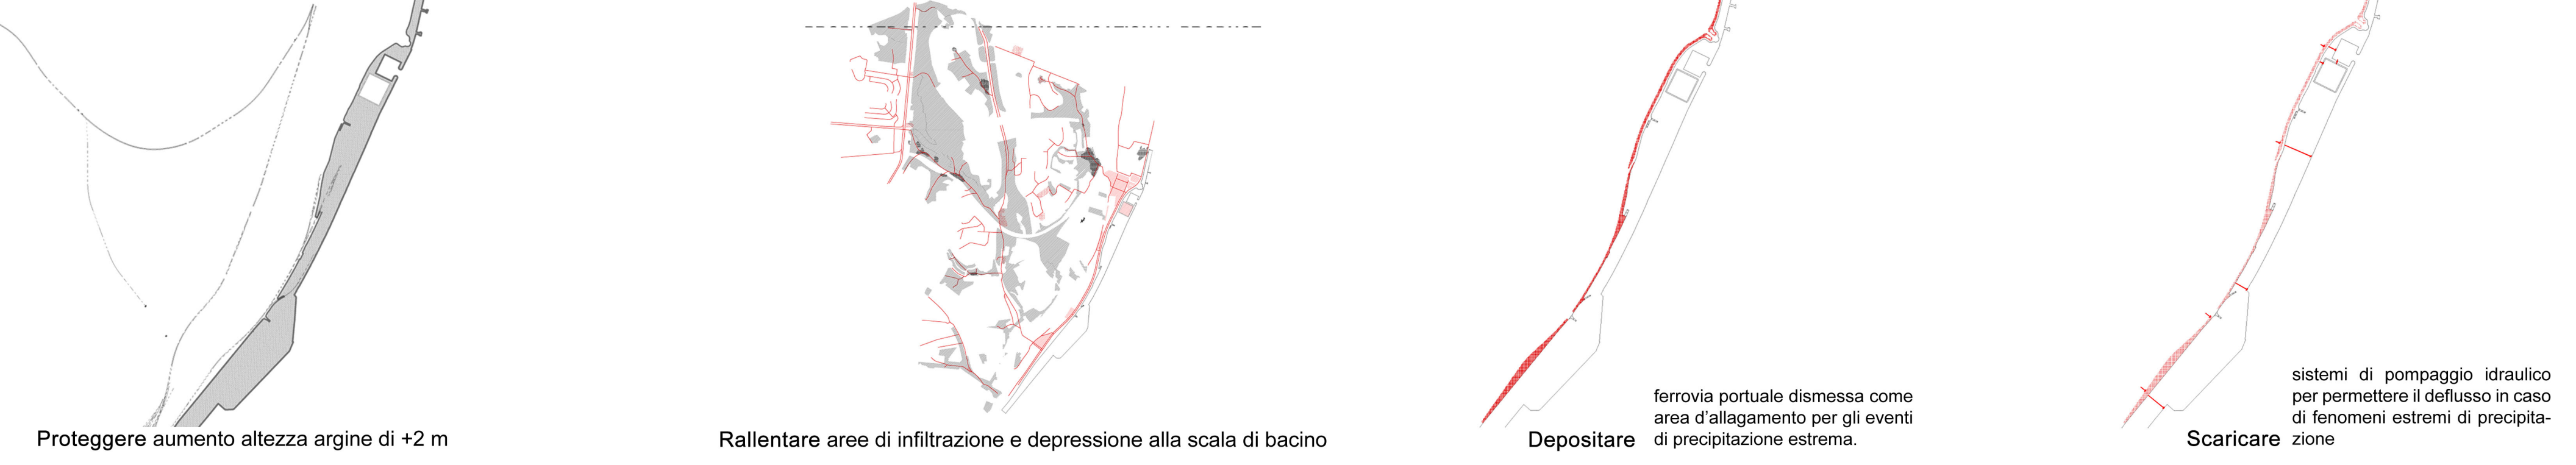 Proteggere aumento altezza argine di +2 m
Rallentare aree di infiltrazione e depressione alla scala di bacino
Depositare
ferrovia portuale dismessa come
area d'allagamento per gli eventi
di precipitazione estrema.
Scaricare
sistemi di pompaggio idraulico
per permettere il deflusso in caso
di fenomeni estremi di precipita-
zione